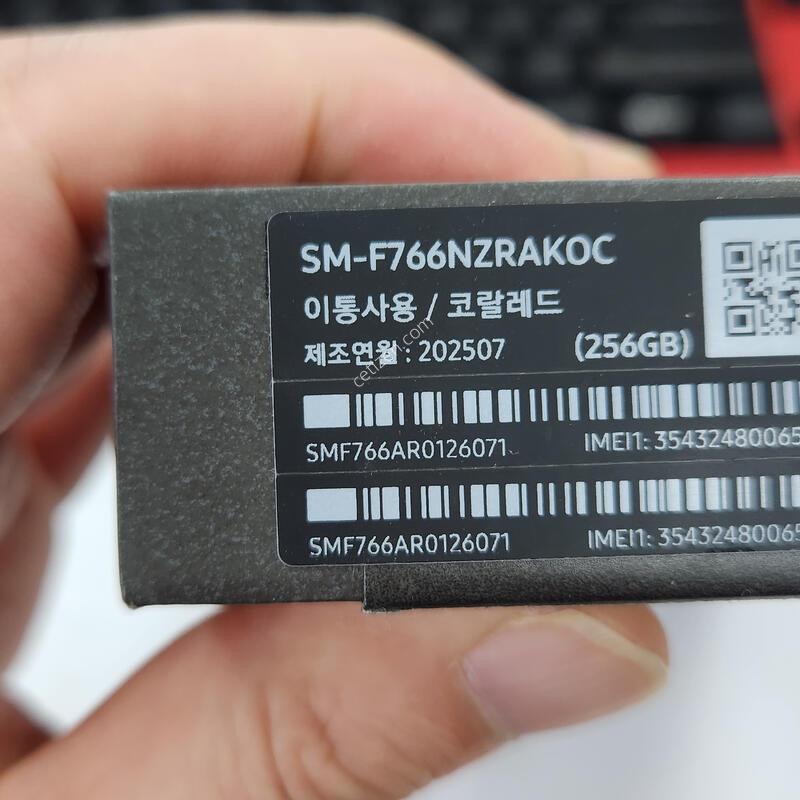 SM-F766NZRAKOC
이통사용 / 코랄레드
제조연월 : 202507 (256GB)
SMF766AR0126071 IMEI1: 35432480065
SMF766AR0126071 IMEI1: 35432480065
cetizen.com